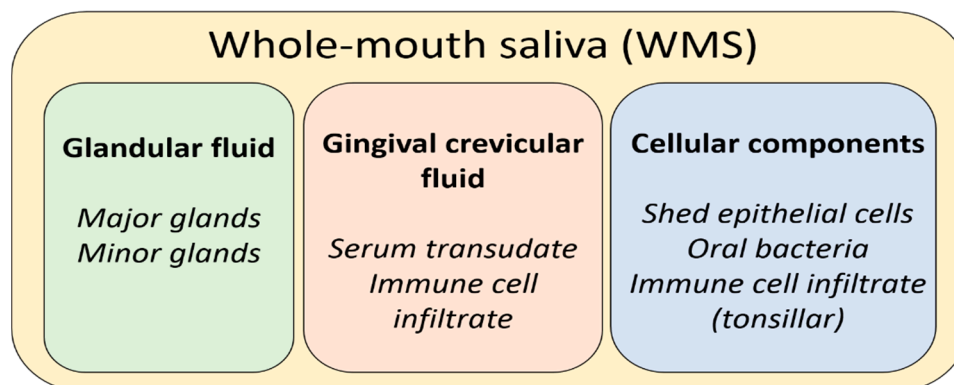 Whole-mouth saliva (WMS)
Glandular fluid
Major glands
Minor glands
Gingival crevicular
fluid
Serum transudate
Immune cell
infiltrate
Cellular components
Shed epithelial cells
Oral bacteria
Immune cell infiltrate
(tonsillar)